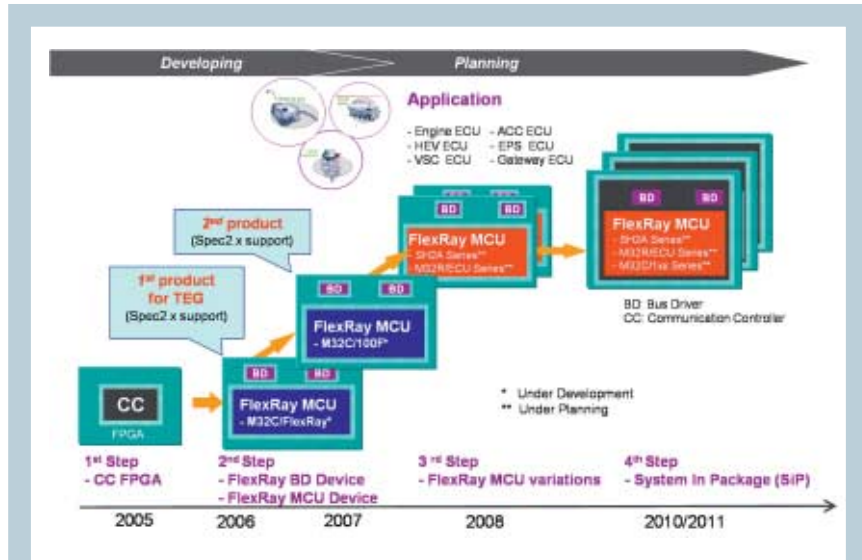 Developing
Planning
Application
- Engine ECU - ACC ECU
- HEV ECU - EPS ECU
- VSC ECU - Gateway ECU
2nd product
(Spec2 x support)
1st product
for TEG
(Spec2 x support)
BD BD
FlexRay MCU
- SH2A Series**
- M32R/ECU Series**
BD BD
FlexRay MCU
- SH2A Series**
- M32R/ECU Series**
- M32C/1xx Series**
BD: Bus Driver
CC: Communication Controller
BD BD
FlexRay MCU
- M32C/100F*
BD BD
FlexRay MCU
- M32C/FlexRay*
CC
FPGA
* Under Development
** Under Planning
1st Step
- CC FPGA
2nd Step
- FlexRay BD Device
- FlexRay MCU Device
3 rd Step
- FlexRay MCU variations
4th Step
- System In Package (SiP)
2005 2006 2007 2008 2010/2011